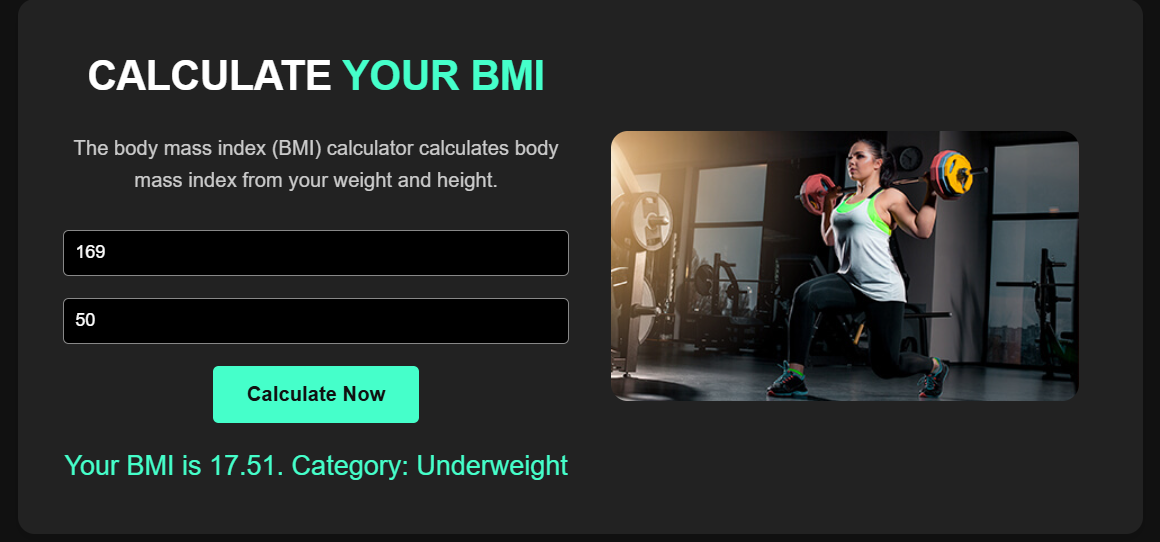 CALCULATE YOUR BMI
The body mass index (BMI) calculator calculates body
mass index from your weight and height.
169
50
Calculate Now
Your BMI is 17.51. Category: Underweight